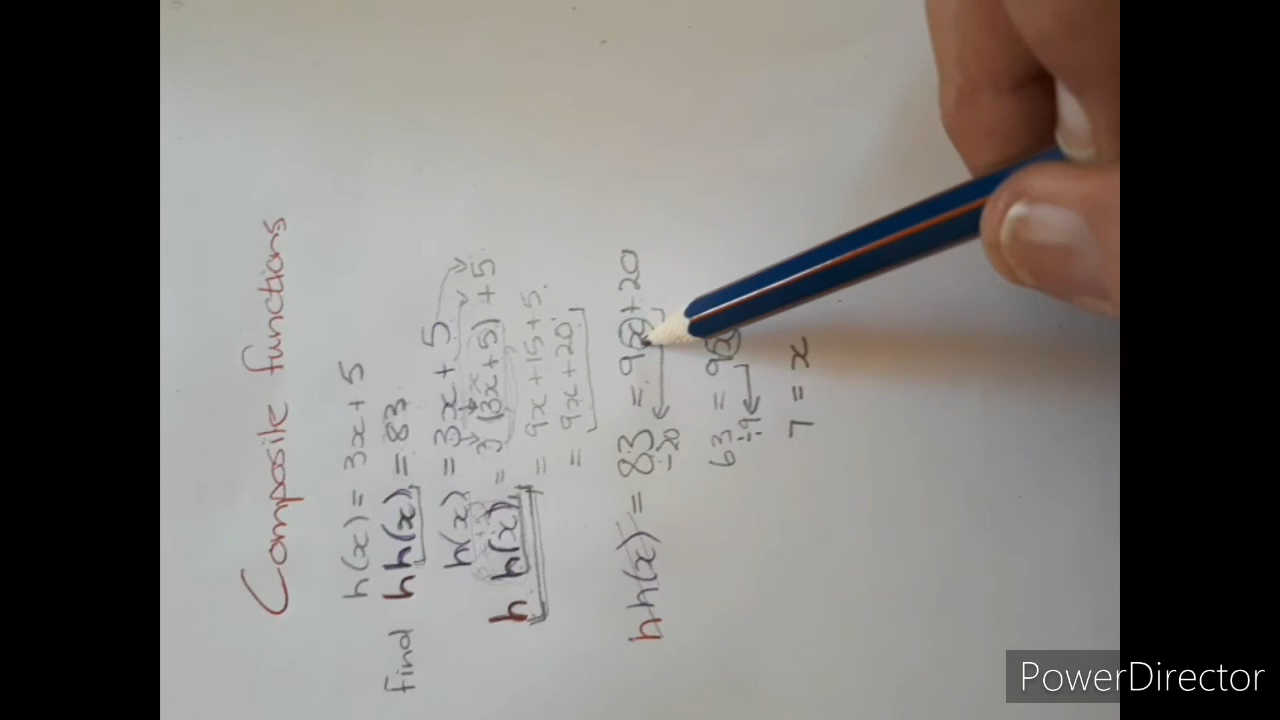 Composite functions
h(x) = 3x + 5
Find hh(x) = 83
h(x) = 3x + 5
h h(x) = 3(3x+5) + 5
= 9x + 15 + 5
= 9x + 20
hh(x) = 83 = 9x + 20
-20
63 = 9x
÷9
7 = x
PowerDirector